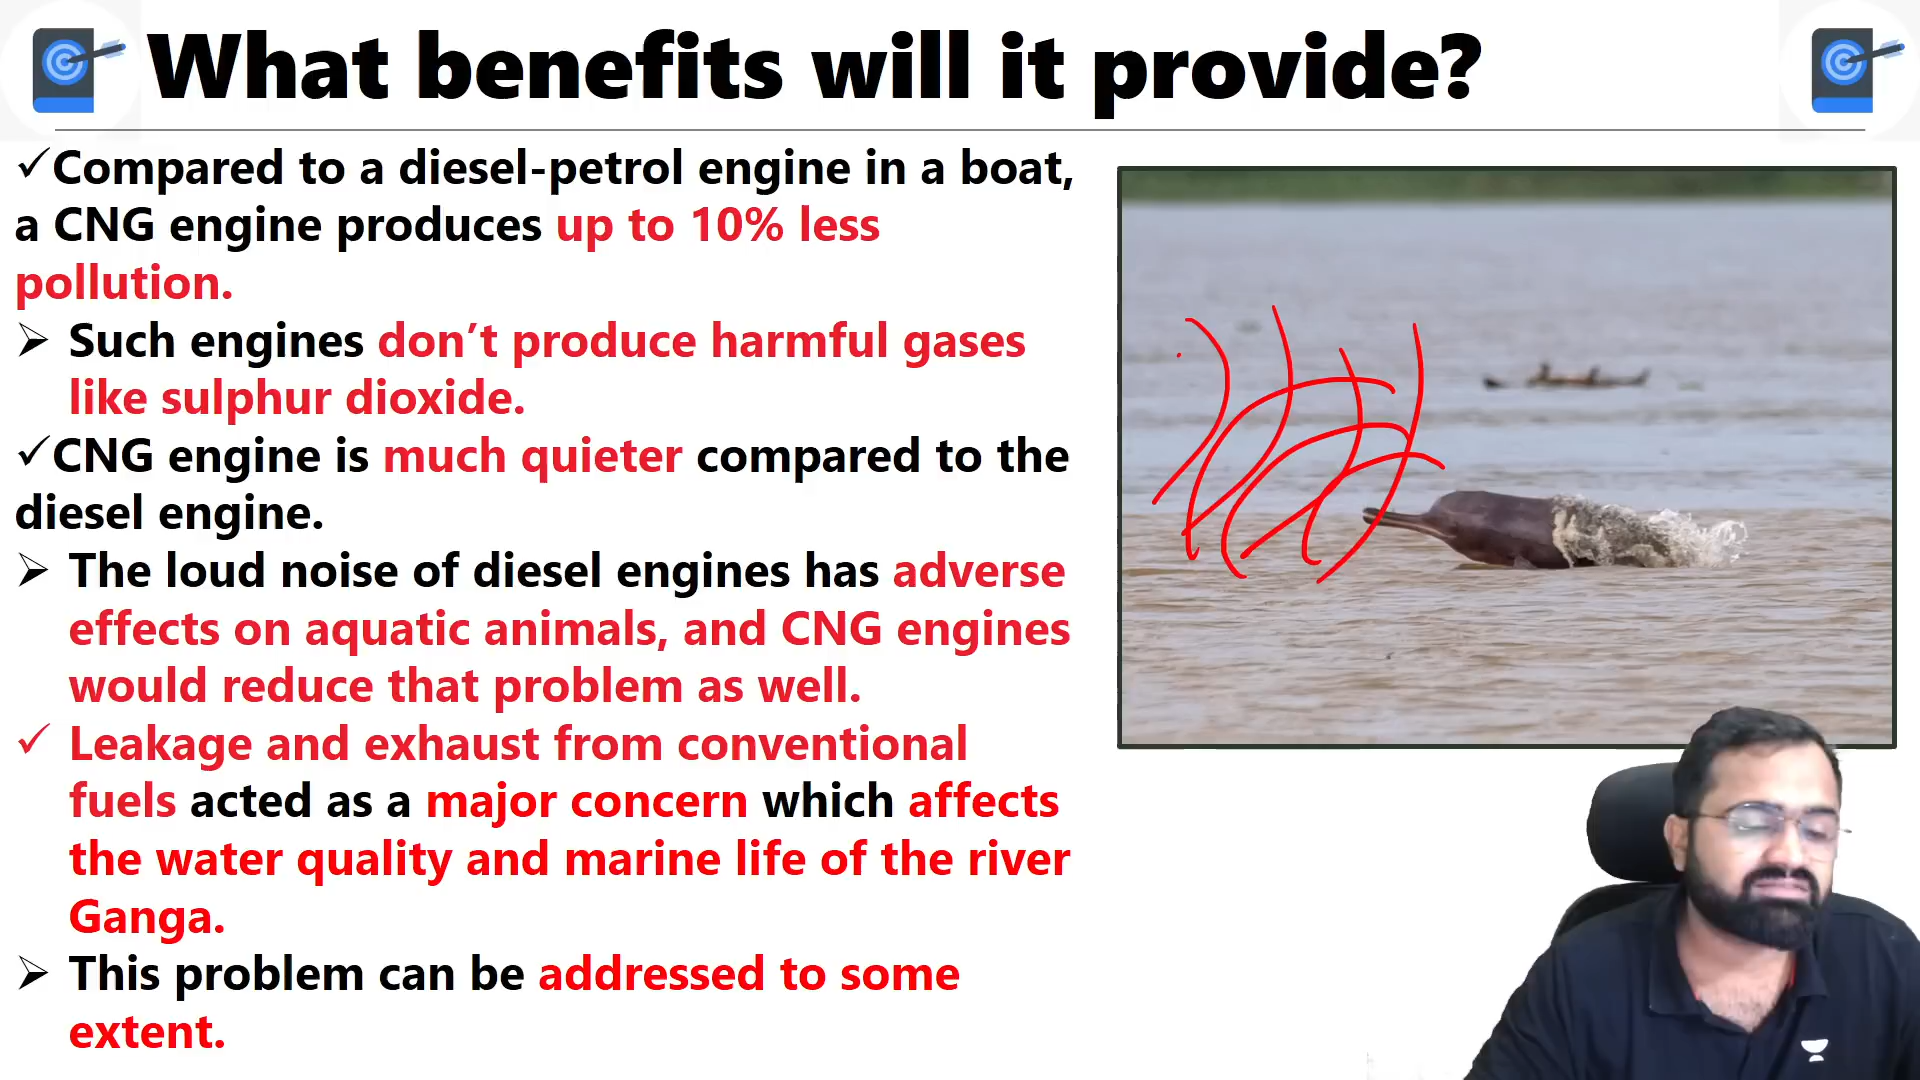 What benefits will it provide?
✓Compared to a diesel-petrol engine in a boat,
a CNG engine produces up to 10% less
pollution.
➢ Such engines don’t produce harmful gases
like sulphur dioxide.
✓CNG engine is much quieter compared to the
diesel engine.
➢ The loud noise of diesel engines has adverse
effects on aquatic animals, and CNG engines
would reduce that problem as well.
✓ Leakage and exhaust from conventional
fuels acted as a major concern which affects
the water quality and marine life of the river
Ganga.
➢ This problem can be addressed to some
extent.